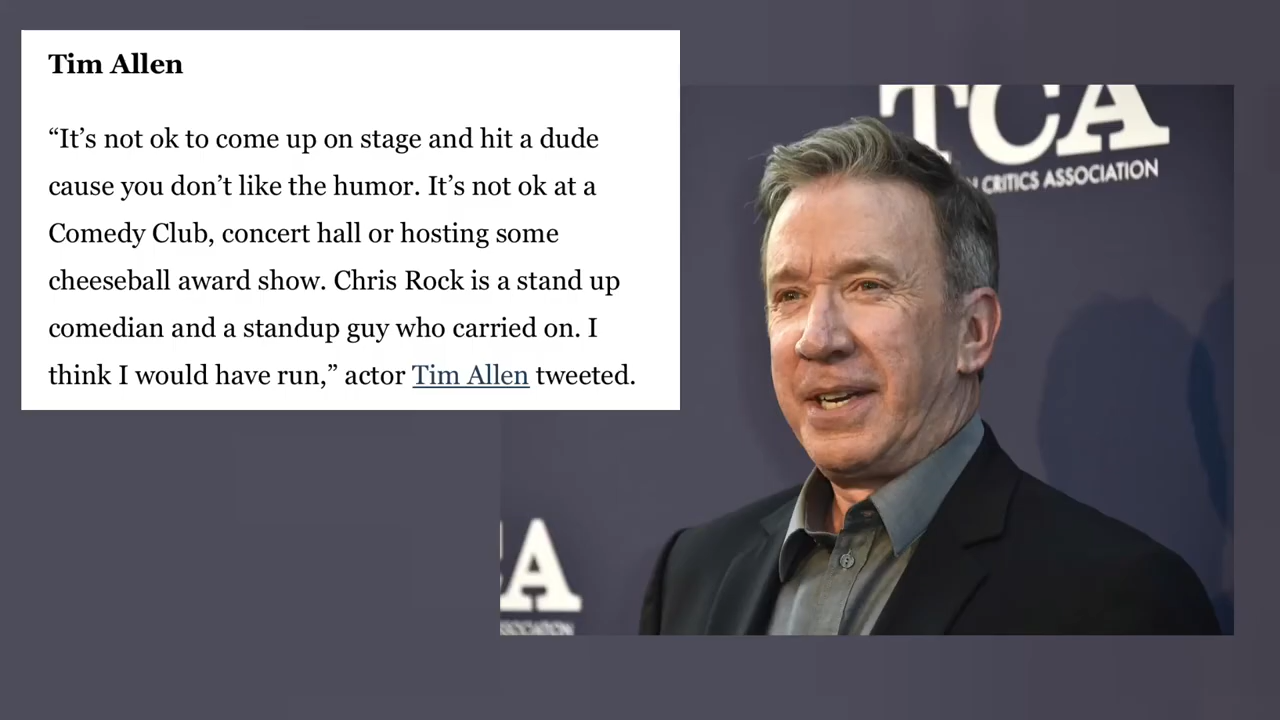 Tim Allen
“It’s not ok to come up on stage and hit a dude
cause you don’t like the humor. It’s not ok at a
Comedy Club, concert hall or hosting some
cheeseball award show. Chris Rock is a stand up
comedian and a standup guy who carried on. I
think I would have run,” actor Tim Allen tweeted.
TCA
CRITICS ASSOCIATION
CA